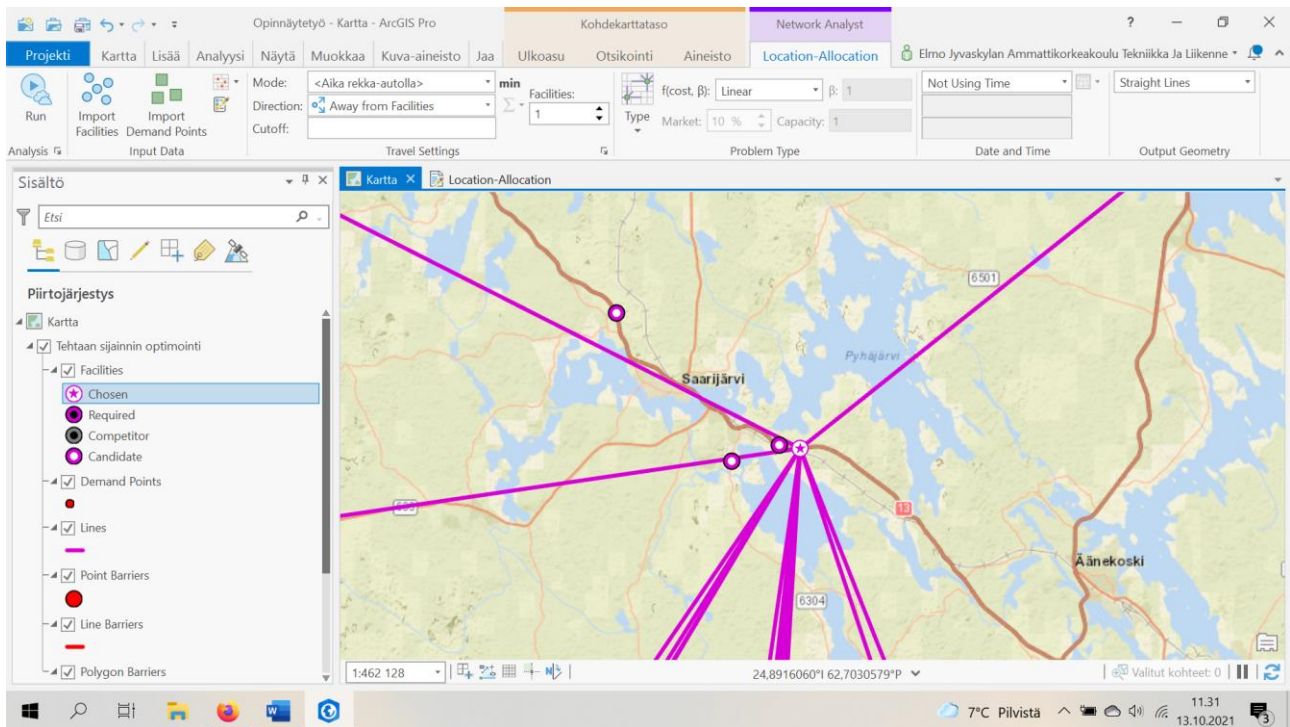 Opinnäytetyö - Kartta - ArcGIS Pro
Kohdekarttataso
Network Analyst
?
Projekti Kartta Lisää Analyysi Näytä Muokkaa Kuva-aineisto Jaa Ulkoasu Otsikointi Aineisto Location-Allocation Elmo Jyvaskylan Ammattikorkeakoulu Tekniikka Ja Liikenne
Run
Import Facilities
Import Demand Points
Mode: <Aika rekka-autolla>
Direction: Away from Facilities
Cutoff:
min
Facilities:
1
Type
f(cost, β): Linear β: 1
Market: 10 % Capacity: 1
Not Using Time
Straight Lines
Analysis
Input Data
Travel Settings
Problem Type
Date and Time
Output Geometry
Sisältö
Etsi
Piirtojärjestys
Kartta
Tehtaan sijainnin optimointi
Facilities
Chosen
Required
Competitor
Candidate
Demand Points
Lines
Point Barriers
Line Barriers
Polygon Barriers
Kartta
Location-Allocation
6501
Pyhäjärvi
Saarijärvi
13
Äänekoski
6304
1:462 128
24,8916060°I 62,7030579°P
Valitut kohteet: 0
7°C Pilvistä
11.31
13.10.2021
3